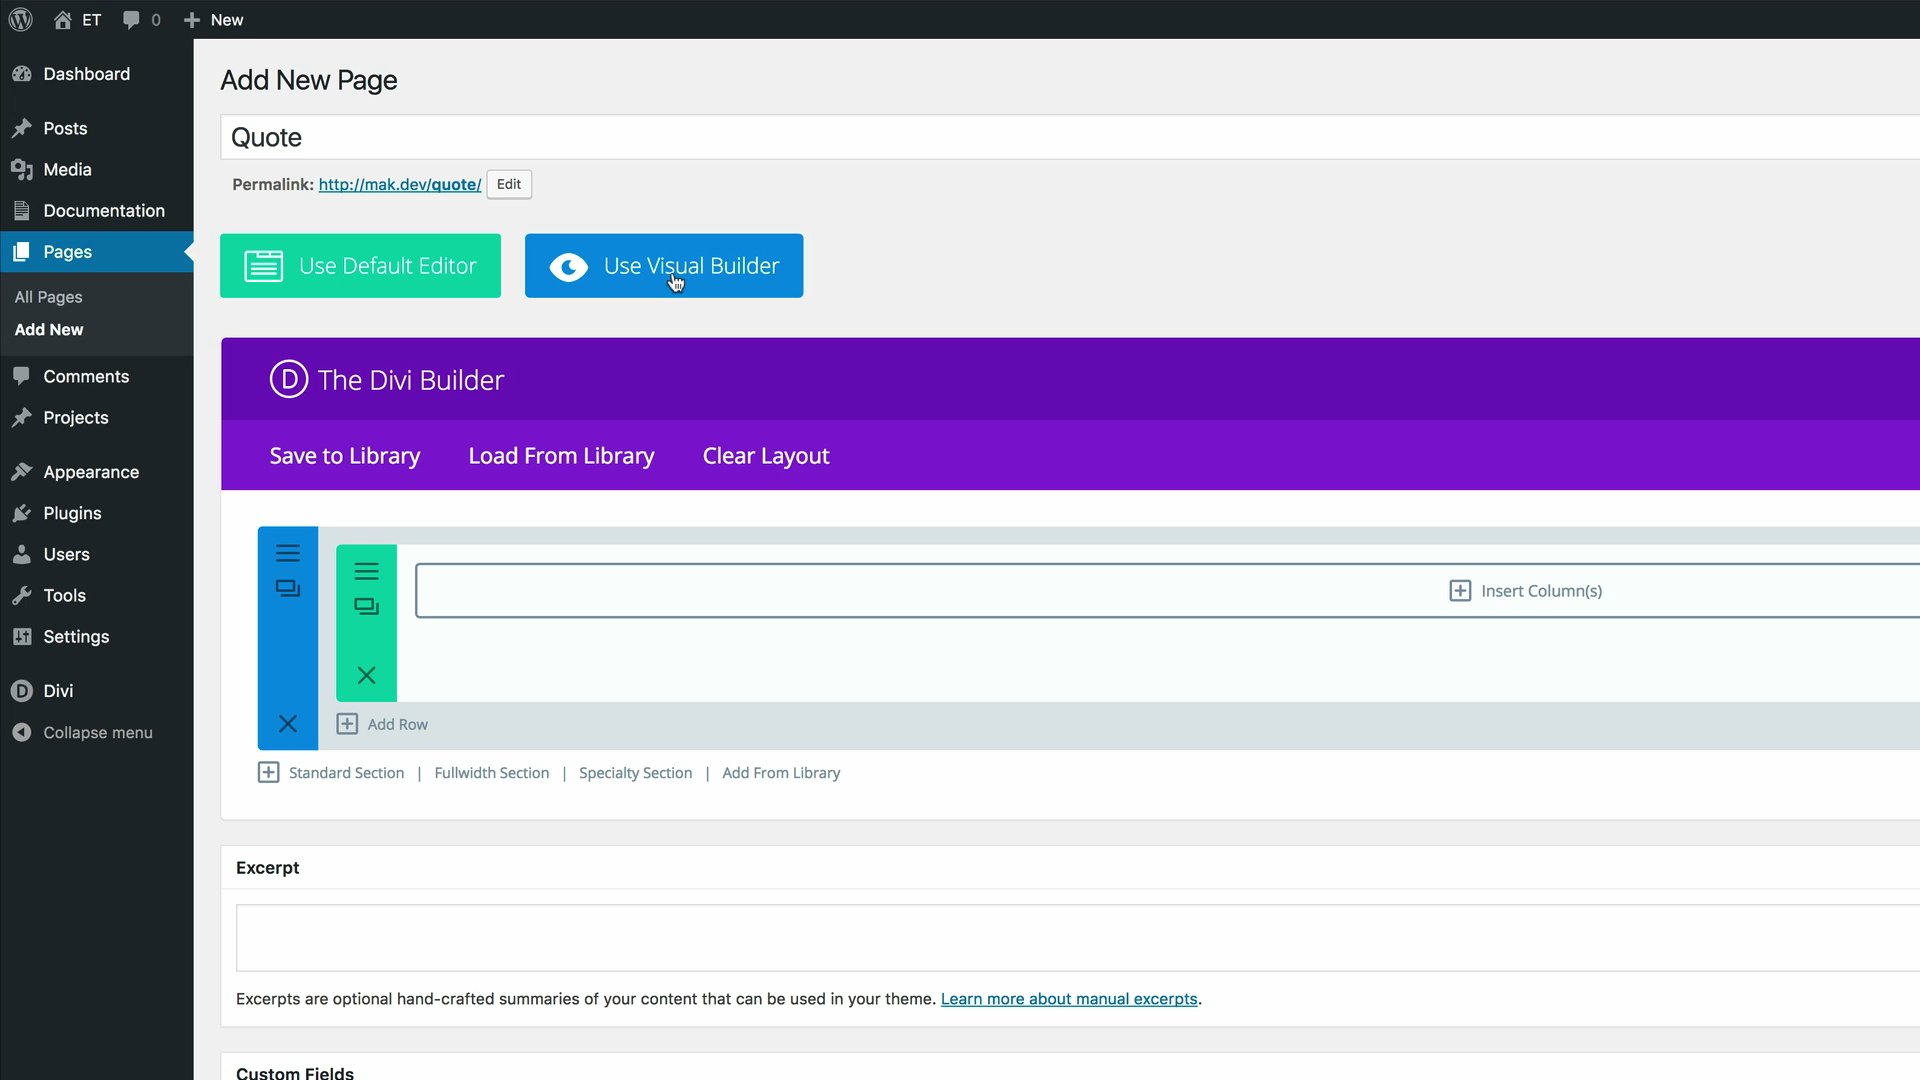 ET 0 New
Dashboard
Posts
Media
Documentation
Pages
All Pages
Add New
Comments
Projects
Appearance
Plugins
Users
Tools
Settings
D Divi
Collapse menu
Add New Page
Quote
Permalink: http://mak.dev/quote/ Edit
Use Default Editor Use Visual Builder
D The Divi Builder
Save to Library Load From Library Clear Layout
Insert Column(s)
Add Row
Standard Section | Fullwidth Section | Specialty Section | Add From Library
Excerpt
Excerpts are optional hand-crafted summaries of your content that can be used in your theme. Learn more about manual excerpts.
Custom Fields